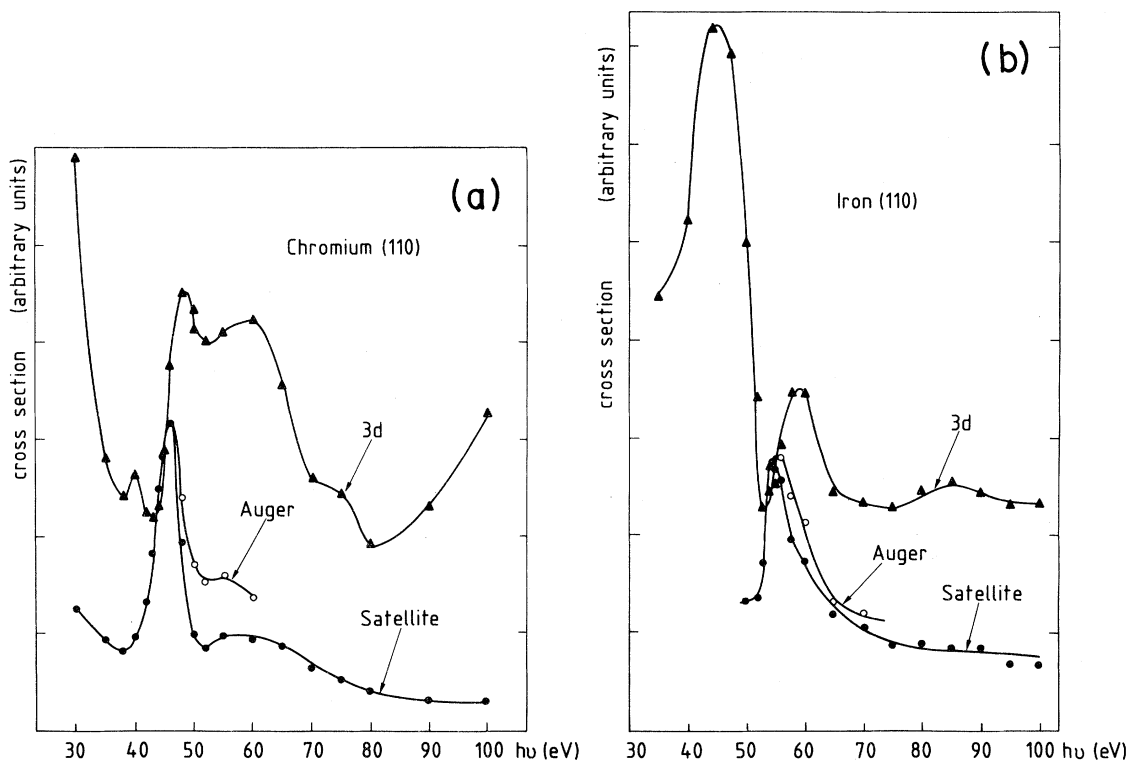 (a)
Chromium (110)
cross section (arbitrary units)
3d
Auger
Satellite
30 40 50 60 70 80 90 100 hυ (eV)
(b)
Iron (110)
cross section (arbitrary units)
3d
Auger
Satellite
30 40 50 60 70 80 90 100 hυ (eV)